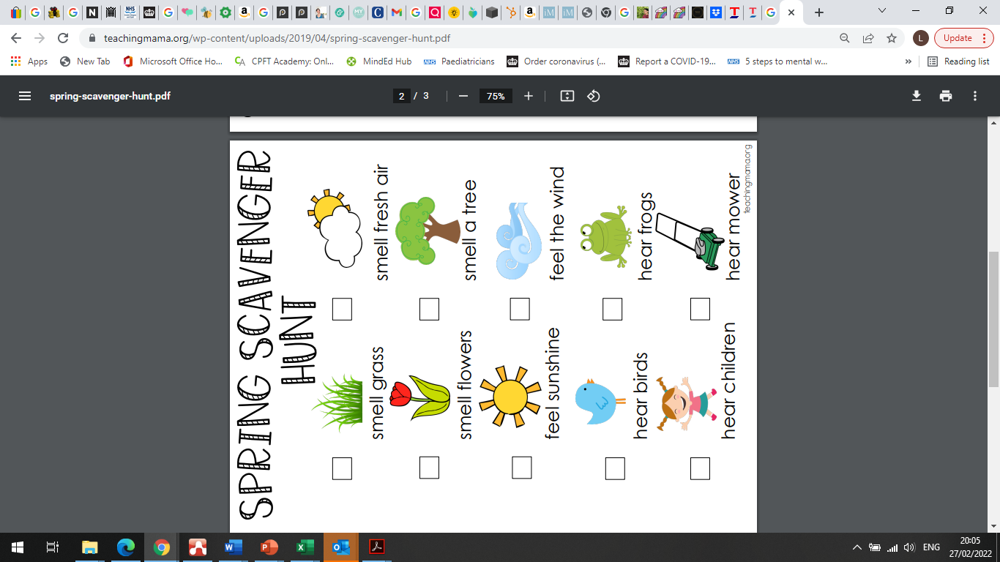 teachingmama.org/wp-content/uploads/2019/04/spring-scavenger-hunt.pdf
L
Update
Apps
New Tab
Microsoft Office Ho...
CPFT Academy: Onl...
MindEd Hub
NHS
Paediatricians
Order coronavirus (...
Report a COVID-19...
NHS
5 steps to mental w...
»
Reading list
spring-scavenger-hunt.pdf
2 / 3
75%
SPRING SCAVENGER
HUNT
smell grass
smell fresh air
smell flowers
smell a tree
feel sunshine
feel the wind
hear birds
hear frogs
hear children
hear mower
teachingmama.org
ENG
20:05
27/02/2022